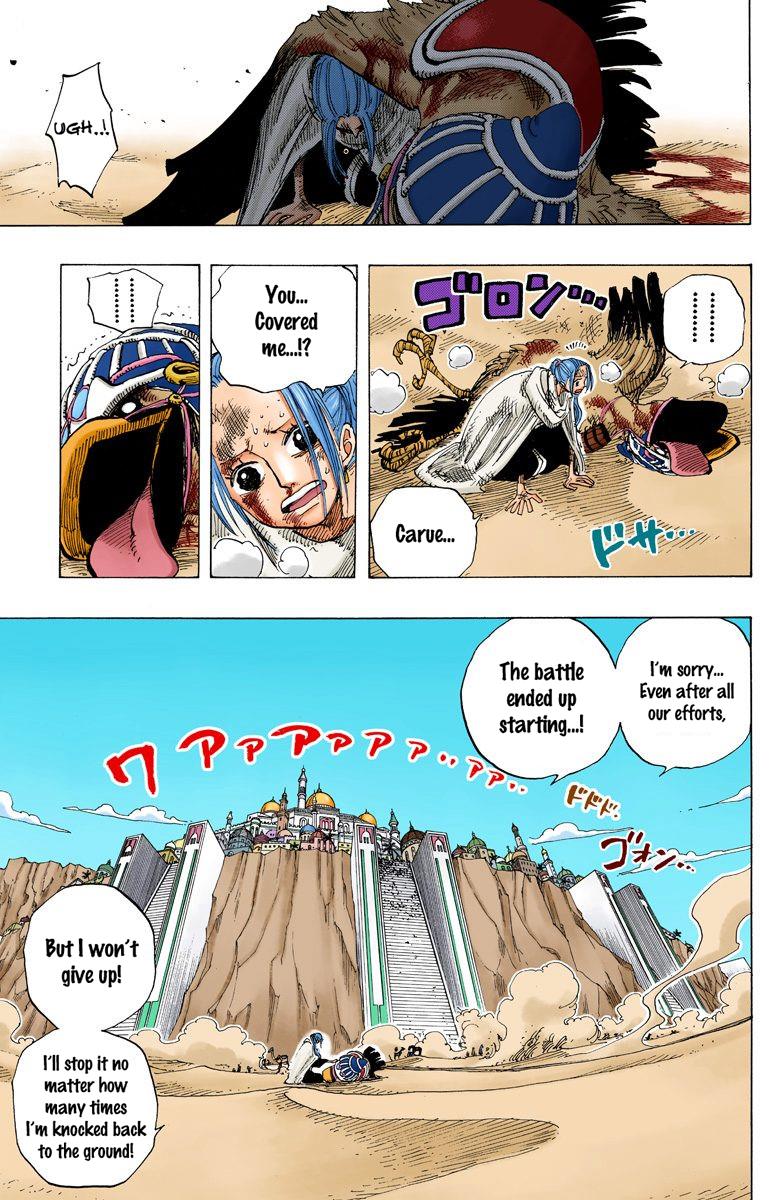 UGH..!
ゴロン…
Carue...
ドサ…
You...
Covered
me...!?
I'm sorry...
Even after all
our efforts,
The battle
ended up
starting...!
ワァァァァァァ…ァァ…
ドドド.
ゴォン…
But I won't
give up!
I'll stop it no
matter how
many times
I'm knocked back
to the ground!